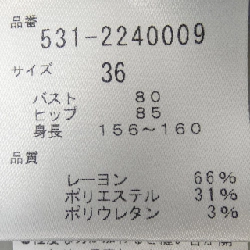 品番
531-2240009
サイズ 36
バスト 80
ヒップ 85
身長 156～160
品質
レーヨン 66%
ポリエステル 31%
ポリウレタン 3%